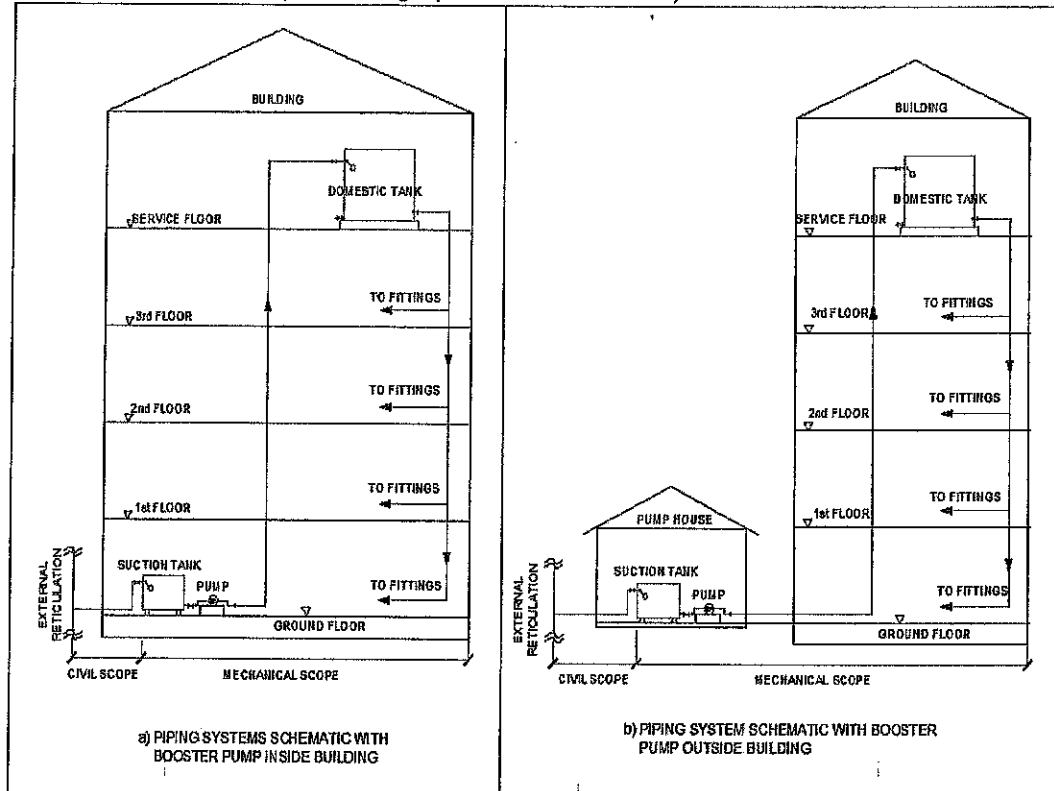 BUILDING
DOMESTIC TANK
SERVICE FLOOR
TO FITTINGS
3rd FLOOR
TO FITTINGS
2nd FLOOR
TO FITTINGS
1st FLOOR
SUCTION TANK
PUMP
TO FITTINGS
EXTERNAL
RETICULATION
GROUND FLOOR
CIVIL SCOPE
MECHANICAL SCOPE
a) PIPING SYSTEMS SCHEMATIC WITH
BOOSTER PUMP INSIDE BUILDING
BUILDING
DOMESTIC TANK
SERVICE FLOOR
TO FITTINGS
3rd FLOOR
TO FITTINGS
2nd FLOOR
TO FITTINGS
1st FLOOR
PUMP HOUSE
SUCTION TANK
PUMP
TO FITTINGS
EXTERNAL
RETICULATION
GROUND FLOOR
CIVIL SCOPE
MECHANICAL SCOPE
b) PIPING SYSTEM SCHEMATIC WITH BOOSTER
PUMP OUTSIDE BUILDING